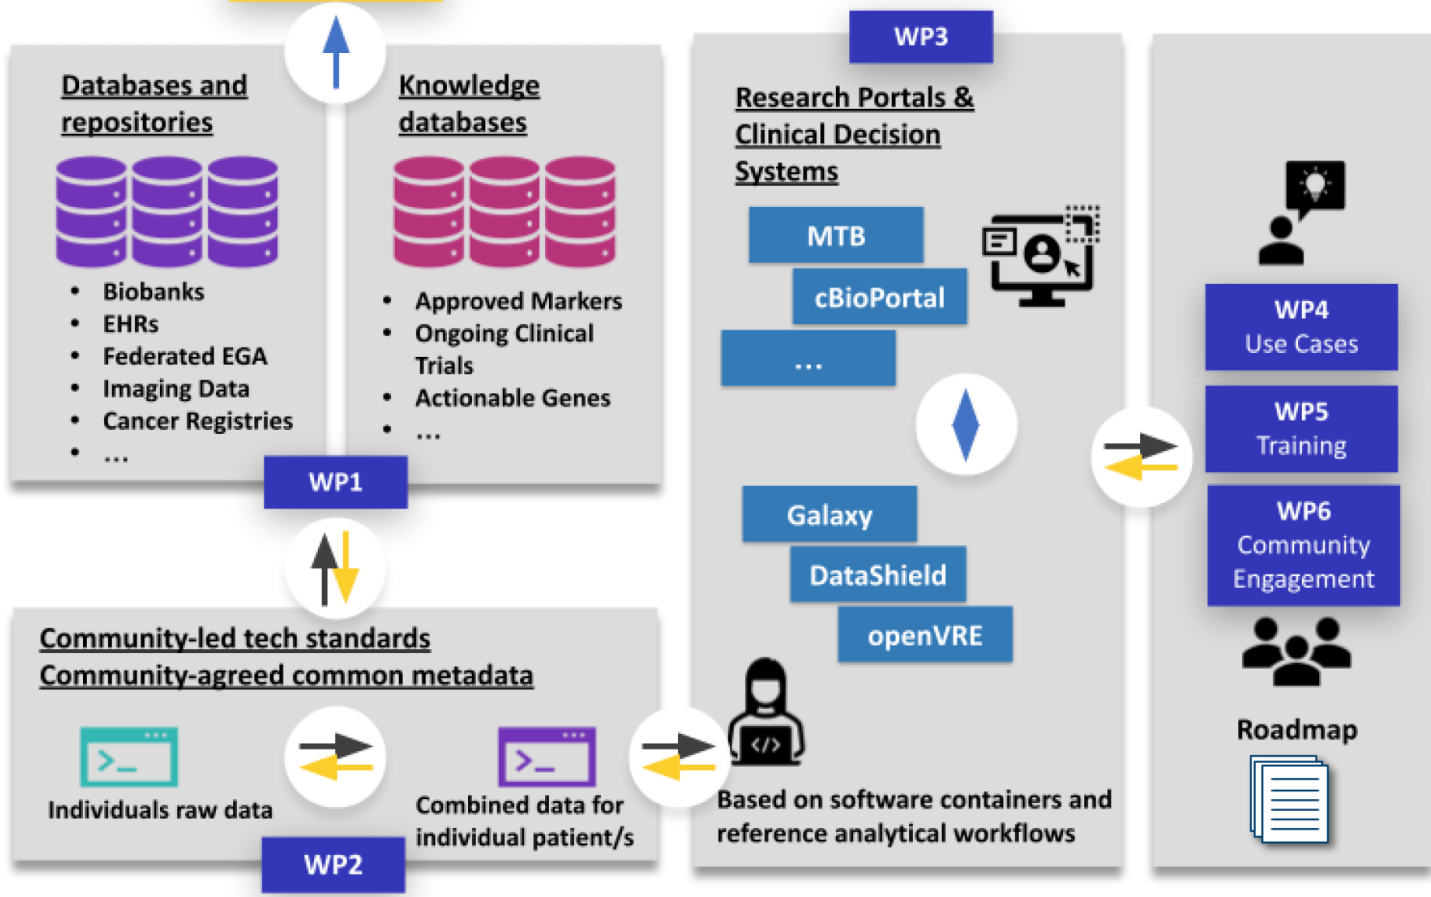 Databases and
repositories
• Biobanks
• EHRs
• Federated EGA
• Imaging Data
• Cancer Registries
• ...
Knowledge
databases
• Approved Markers
• Ongoing Clinical
Trials
• Actionable Genes
• ...
WP1
Community-led tech standards
Community-agreed common metadata
>_
Individuals raw data
>_
Combined data for
individual patient/s
WP2
WP3
Research Portals &
Clinical Decision
Systems
MTB
cBioPortal
...
Galaxy
DataShield
openVRE
</>
Based on software containers and
reference analytical workflows
WP4
Use Cases
WP5
Training
WP6
Community
Engagement
Roadmap